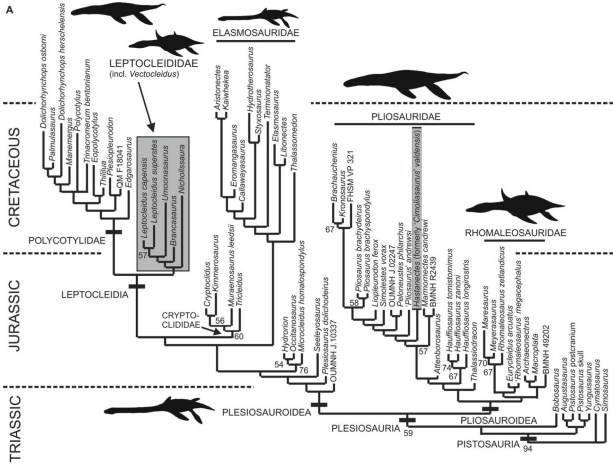 A
ELASMOSAURIDAE
LEPTOCLEIDIDAE
(incl. Vectocleidus)
PLIOSAURIDAE
RHOMALEOSAURIDAE
CRETACEOUS
JURASSIC
TRIASSIC
Dolichorhynchops osborni
Palmulasaurus
Dolichorhynchops herschelensis
Manemergus
Polycotylus
Trinacromerum bentonianum
Eopolycotylus
Thililua
Plesiopleurodon
QM F18041
Edgarosaurus
POLYCOTYLIDAE
Leptocleidus capensis
Leptocleidus superstes
Umoonasaurus
Brancasaurus
Nichollssaura
57
LEPTOCLEIDIA
Aristonectes
Kaiwhekea
Eromangasaurus
Callawayasaurus
Hydrotherosaurus
Styxosaurus
Terminonatator
Elasmosaurus
Libonectes
Thalassomedon
Cryptoclidus
Kimmerosaurus
Muraenosaurus leedsii
Tricleidus
56
CRYPTO-
CLIDIDAE
60
Hydrorion
Occitanosaurus
Microcleidus homalospondylus
54
76
Seeleyosaurus
Plesiosaurus dolichodeirus
OUMNH J.10337
PLESIOSAUROIDEA
Brachauchenius
Kronosaurus
FHSM VP 321
67
Pliosaurus brachydeirus
Pliosaurus brachyspondylus
58
Liopleurodon ferox
Simolestes vorax
OUMNH J.02247
Peloneustes philarchus
'Pliosaurus' andrewsi
Hastanectes [formerly 'Cimoliasaurus' valdensis]
Marmornectes candrewi
BMNH R2439
57
Attenborosaurus
Hauffiosaurus tomistomimus
Hauffiosaurus zanoni
Hauffiosaurus longirostris
Thalassiodracon
74
67
Maresaurus
Meyerasaurus
Rhomaleosaurus zetlandicus
Eurycleidus arcuatus
'Rhomaleosaurus' megacephalus
Archaeonectrus
Macroplata
BMNH 49202
70
67
PLIOSAUROIDEA
PLESIOSAURIA
59
Bobosaurus
Augustasaurus
Pistosaurus postcranium
Pistosaurus skull
Yunguisaurus
Cymatosaurus
Simosaurus
PISTOSAURIA
94